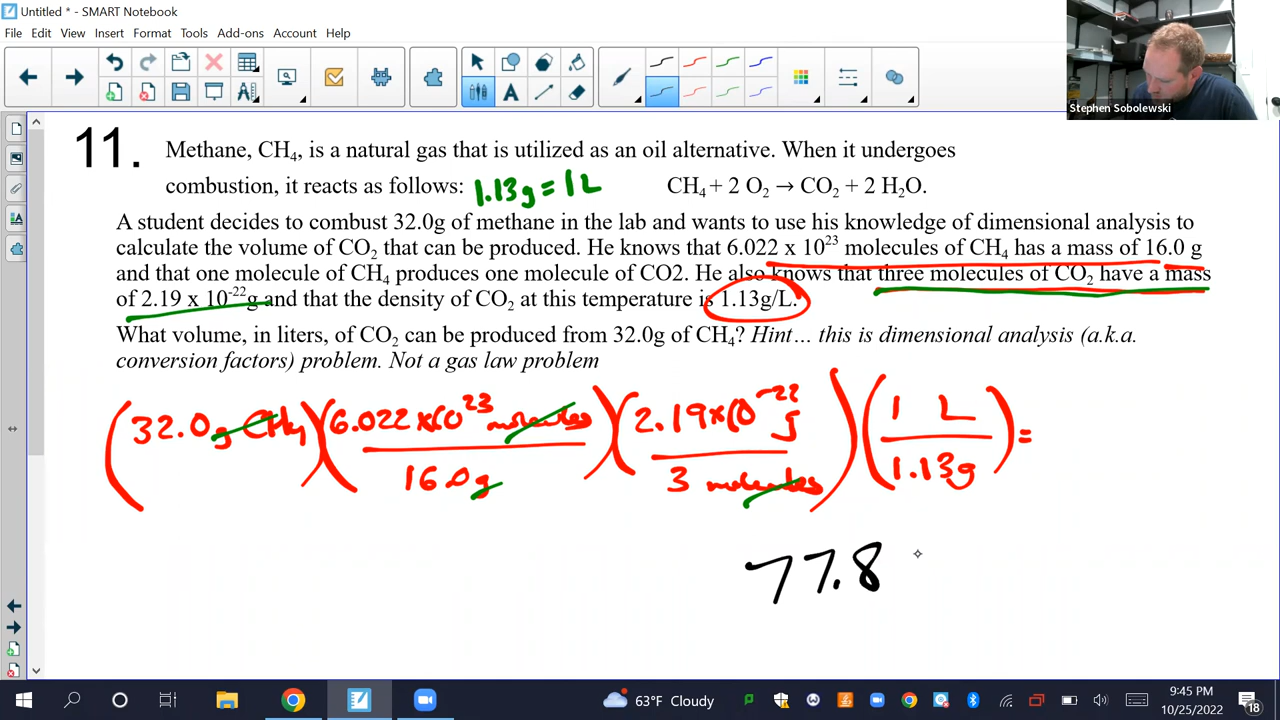 Untitled * - SMART Notebook
File Edit View Insert Format Tools Add-ons Account Help
Stephen Sobolewski
11. Methane, CH₄, is a natural gas that is utilized as an oil alternative. When it undergoes
combustion, it reacts as follows: 1.13g = 1L CH₄ + 2 O₂ → CO₂ + 2 H₂O.
A student decides to combust 32.0g of methane in the lab and wants to use his knowledge of dimensional analysis to
calculate the volume of CO₂ that can be produced. He knows that 6.022 x 10²³ molecules of CH₄ has a mass of 16.0 g
and that one molecule of CH₄ produces one molecule of CO2. He also knows that three molecules of CO₂ have a mass
of 2.19 x 10⁻²²g and that the density of CO₂ at this temperature is 1.13g/L.
What volume, in liters, of CO₂ can be produced from 32.0g of CH₄? Hint… this is dimensional analysis (a.k.a.
conversion factors) problem. Not a gas law problem
(32.0g CH₄)(6.022×10²³ molecules)(2.19×10⁻²² g)(1 L) =
16.0g 3 molecules 1.13g
77.8
63°F Cloudy
9:45 PM
10/25/2022
18